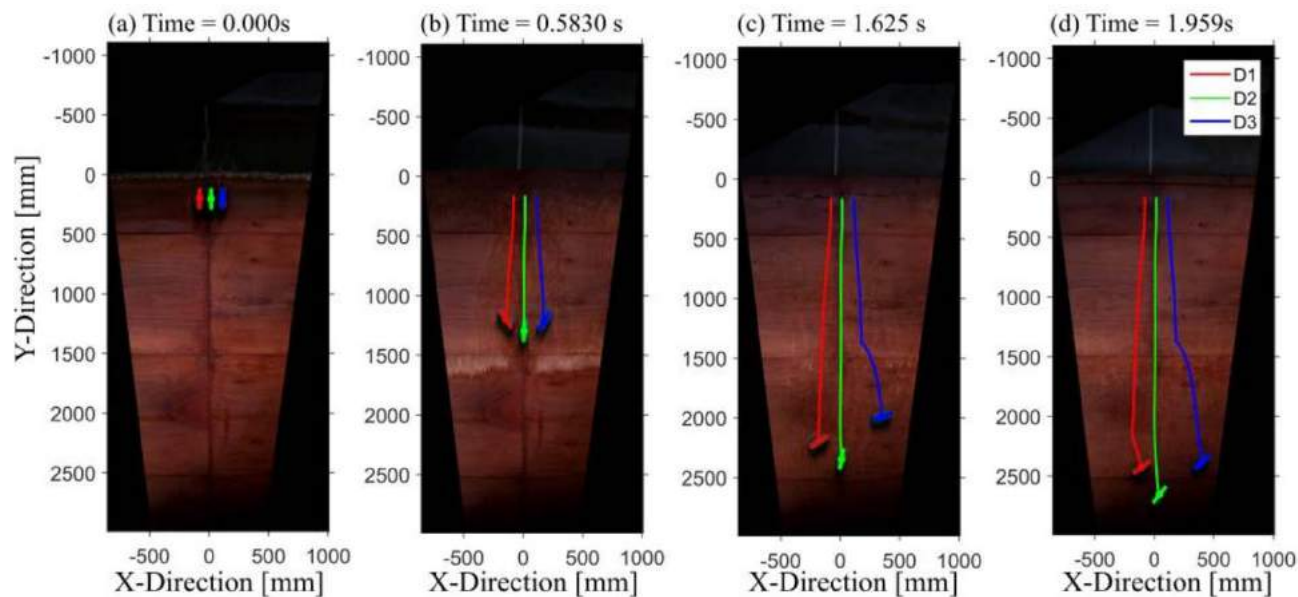 (a) Time = 0.000s (b) Time = 0.5830 s (c) Time = 1.625 s (d) Time = 1.959s
-1000 -1000 -1000 -1000
D1
D2
D3
-500 -500 -500 -500
0 0 0 0
500 500 500 500
1000 1000 1000 1000
1500 1500 1500 1500
2000 2000 2000 2000
2500 2500 2500 2500
Y-Direction [mm]
-500 0 500 1000 -500 0 500 1000 -500 0 500 1000 -500 0 500 1000
X-Direction [mm] X-Direction [mm] X-Direction [mm] X-Direction [mm]